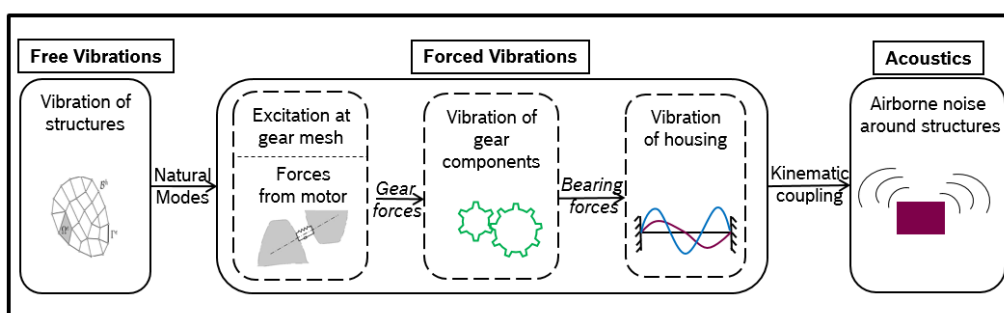 Free Vibrations
Vibration of
structures
Natural
Modes
Forced Vibrations
Excitation at
gear mesh
Forces
from motor
Gear
forces
Vibration of
gear
components
Bearing
forces
Vibration
of housing
Kinematic
coupling
Acoustics
Airborne noise
around structures